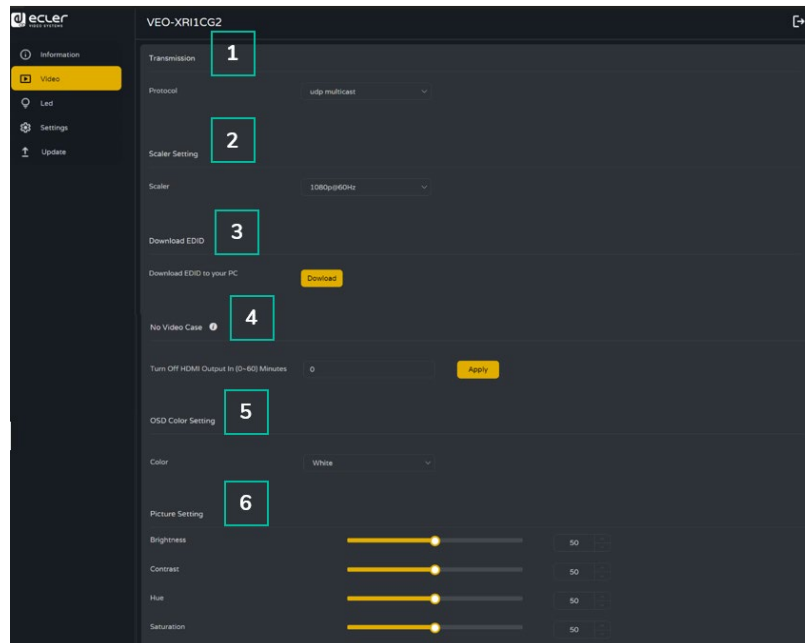 ecler
VIDEO SYSTEMS
VEO-XRI1CG2
Information
Video
Led
Settings
Update
Transmission
1
Protocol
udp multicast
2
Scaler Setting
Scaler
1080p@60Hz
3
Download EDID
Download EDID to your PC
Dowload
4
No Video Case
Turn Off HDMI Output In (0~60) Minutes
0
Apply
5
OSD Color Setting
Color
White
6
Picture Setting
Brightness
50
Contrast
50
Hue
50
Saturation
50